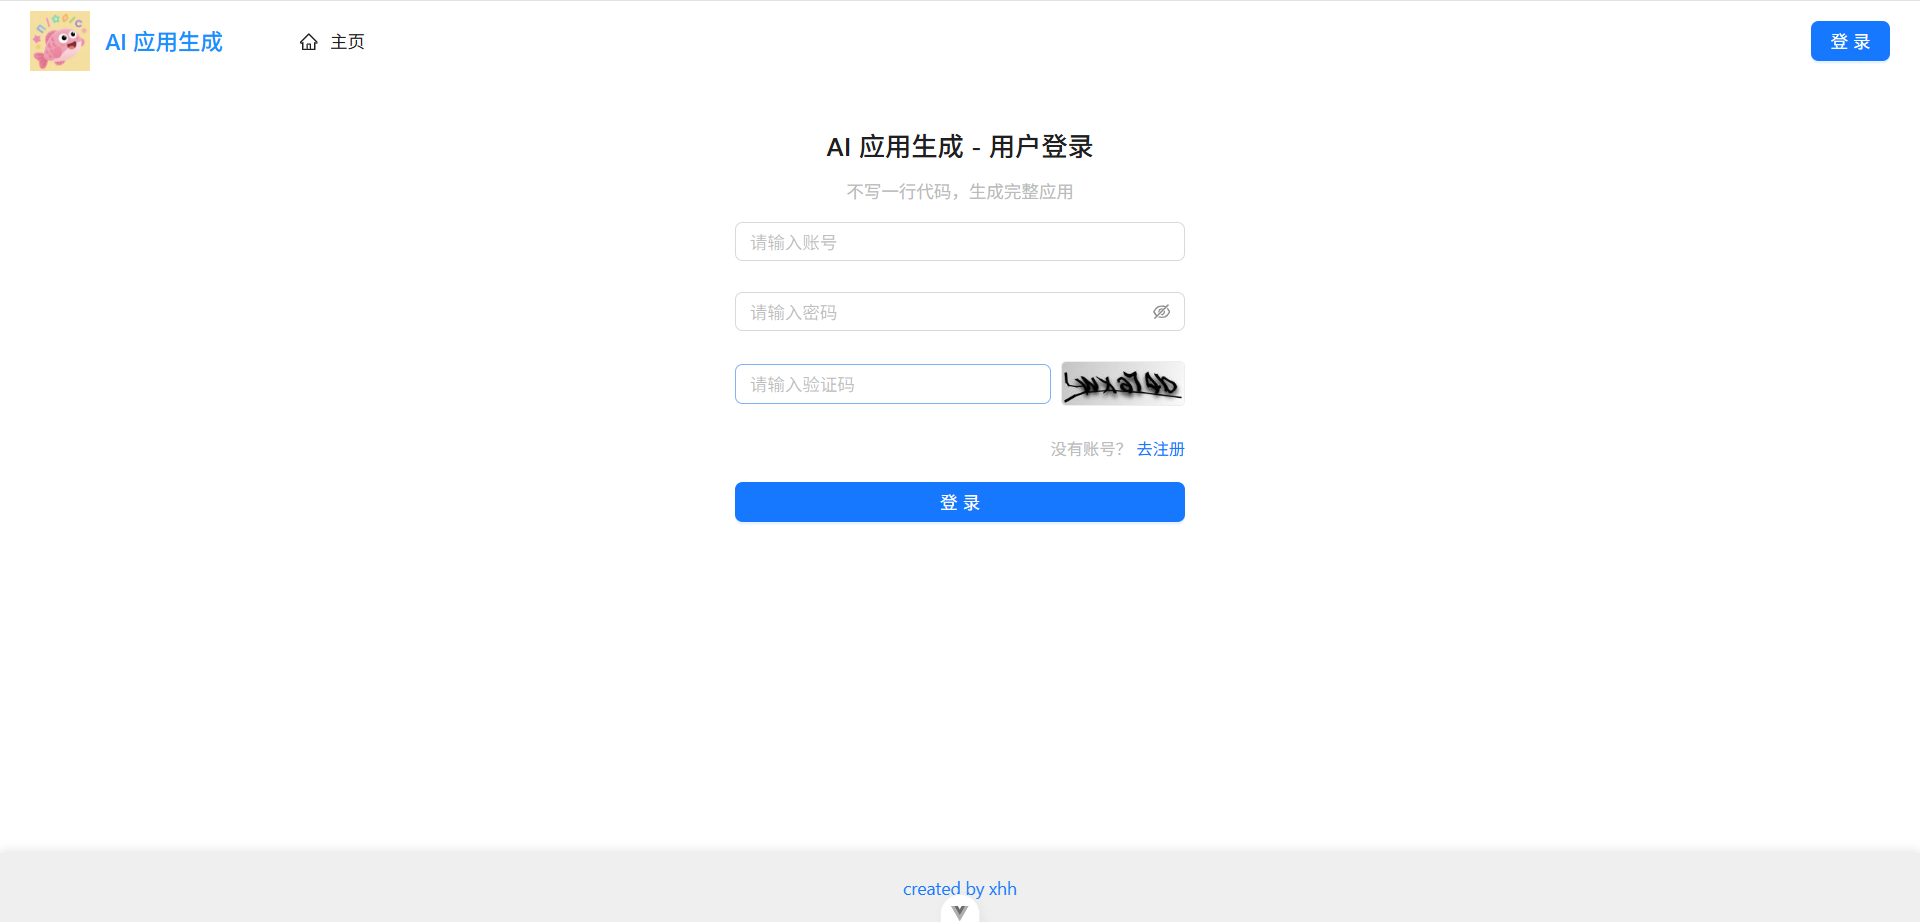 AI 应用生成
主页
登 录
AI 应用生成 - 用户登录
不写一行代码，生成完整应用
请输入账号
请输入密码
请输入验证码
没有账号？ 去注册
登 录
created by xhh